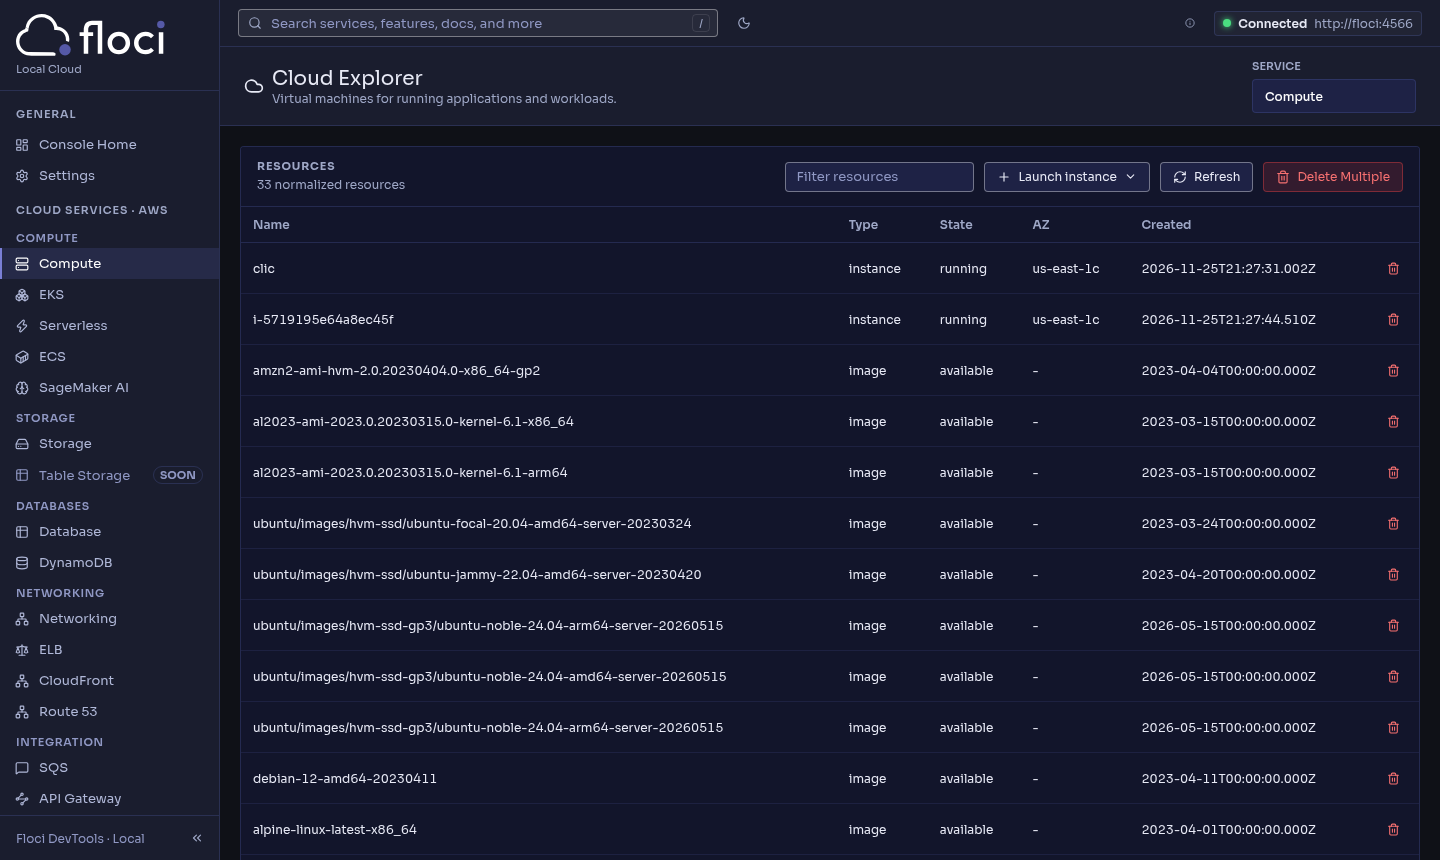 floci
Local Cloud
Search services, features, docs, and more /
Connected http://floci:4566
Cloud Explorer
Virtual machines for running applications and workloads.
SERVICE
Compute
GENERAL
Console Home
Settings
CLOUD SERVICES · AWS
COMPUTE
Compute
EKS
Serverless
ECS
SageMaker AI
STORAGE
Storage
Table Storage SOON
DATABASES
Database
DynamoDB
NETWORKING
Networking
ELB
CloudFront
Route 53
INTEGRATION
SQS
API Gateway
Floci DevTools · Local
RESOURCES
33 normalized resources
Filter resources
Launch instance
Refresh
Delete Multiple
Name Type State AZ Created
clic instance running us-east-1c 2026-11-25T21:27:31.002Z
i-5719195e64a8ec45f instance running us-east-1c 2026-11-25T21:27:44.510Z
amzn2-ami-hvm-2.0.20230404.0-x86_64-gp2 image available - 2023-04-04T00:00:00.000Z
al2023-ami-2023.0.20230315.0-kernel-6.1-x86_64 image available - 2023-03-15T00:00:00.000Z
al2023-ami-2023.0.20230315.0-kernel-6.1-arm64 image available - 2023-03-15T00:00:00.000Z
ubuntu/images/hvm-ssd/ubuntu-focal-20.04-amd64-server-20230324 image available - 2023-03-24T00:00:00.000Z
ubuntu/images/hvm-ssd/ubuntu-jammy-22.04-amd64-server-20230420 image available - 2023-04-20T00:00:00.000Z
ubuntu/images/hvm-ssd-gp3/ubuntu-noble-24.04-arm64-server-20260515 image available - 2026-05-15T00:00:00.000Z
ubuntu/images/hvm-ssd-gp3/ubuntu-noble-24.04-amd64-server-20260515 image available - 2026-05-15T00:00:00.000Z
ubuntu/images/hvm-ssd-gp3/ubuntu-noble-24.04-arm64-server-20260515 image available - 2026-05-15T00:00:00.000Z
debian-12-amd64-20230411 image available - 2023-04-11T00:00:00.000Z
alpine-linux-latest-x86_64 image available - 2023-04-01T00:00:00.000Z